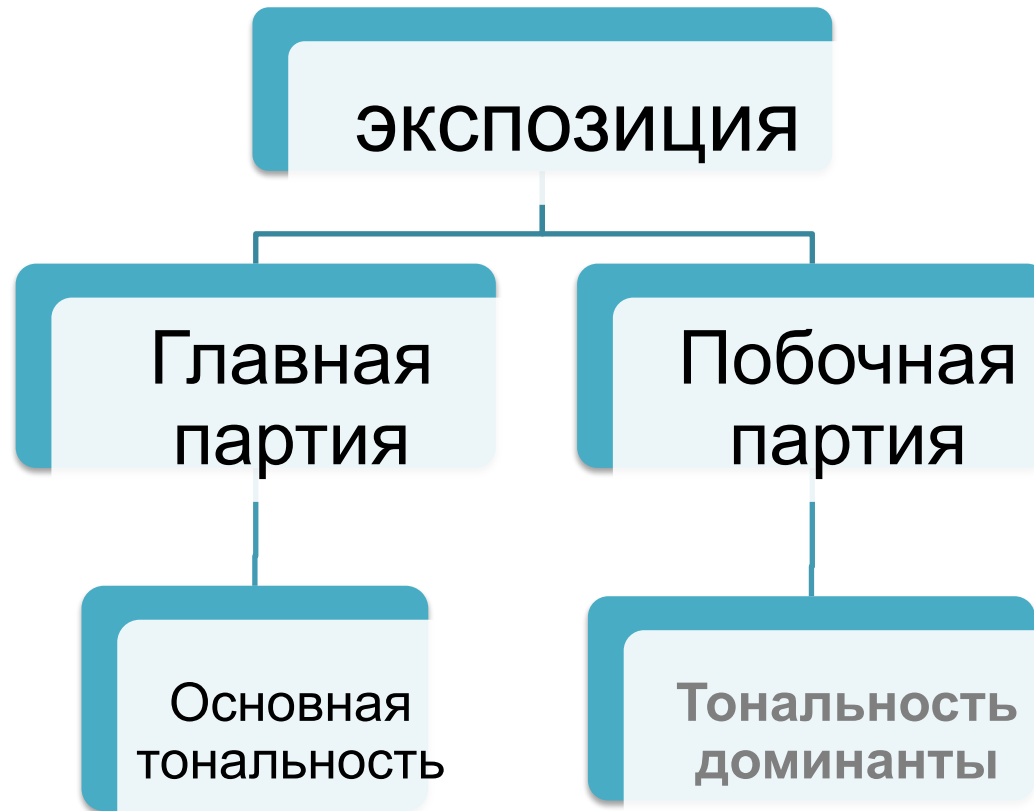 экспозиция
Главная
партия
Побочная
партия
Основная
тональность
Тональность
доминанты